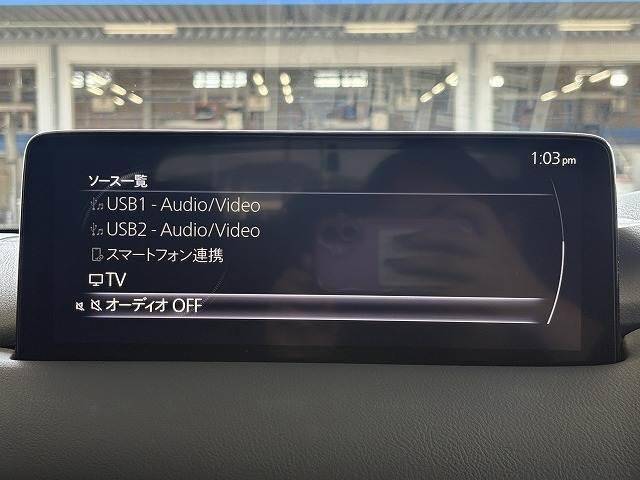 1:03 pm
ソース一覧
USB1 - Audio/Video
USB2 - Audio/Video
スマートフォン連携
TV
オーディオ OFF